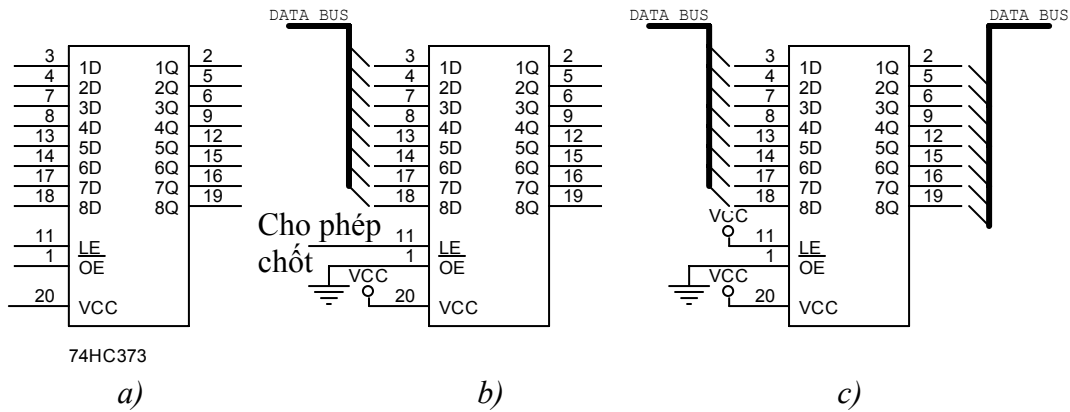 DATA BUS
DATA BUS
DATA BUS
3 1D 1Q 2
4 2D 2Q 5
7 3D 3Q 6
8 4D 4Q 9
13 5D 5Q 12
14 6D 6Q 15
17 7D 7Q 16
18 8D 8Q 19
11 LE
1 OE
20 VCC
74HC373
a)
3 1D 1Q 2
4 2D 2Q 5
7 3D 3Q 6
8 4D 4Q 9
13 5D 5Q 12
14 6D 6Q 15
17 7D 7Q 16
18 8D 8Q 19
Cho phép
chốt
11 LE
1 OE
VCC
20 VCC
b)
3 1D 1Q 2
4 2D 2Q 5
7 3D 3Q 6
8 4D 4Q 9
13 5D 5Q 12
14 6D 6Q 15
17 7D 7Q 16
18 8D 8Q 19
VCC
11 LE
1 OE
VCC
20 VCC
c)